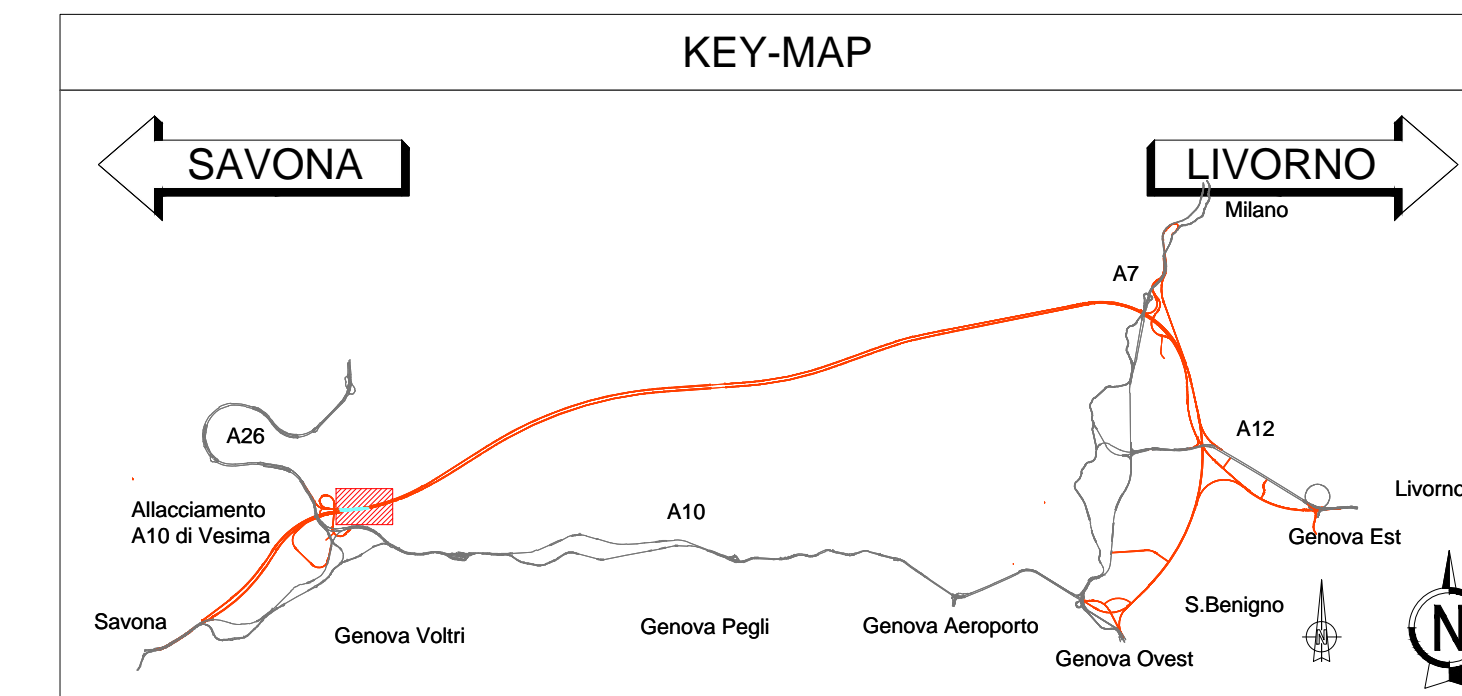 KEY-MAP
SAVONA
LIVORNO
Milano
A7
A26
A12
Allacciamento
A10 di Vesima
A10
Livorno
Genova Est
Savona
Genova Voltri
Genova Pegli
Genova Aeroporto
S.Benigno
Genova Ovest
N
N